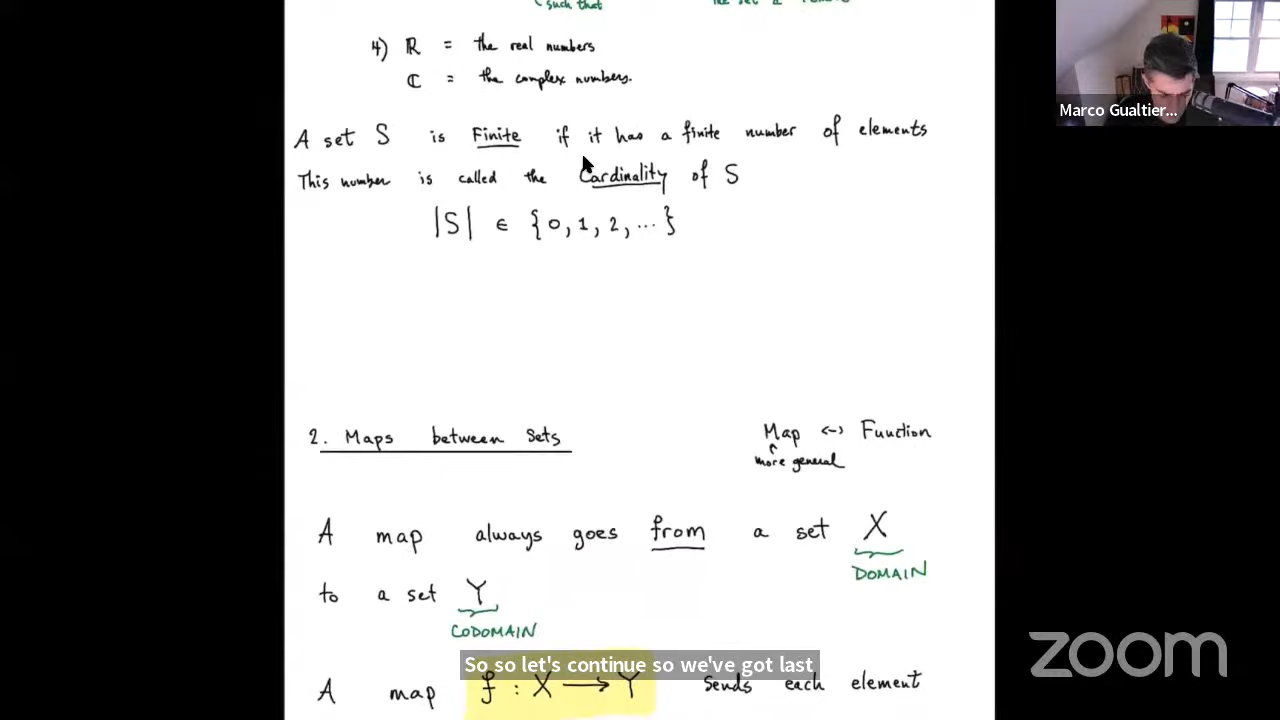 such that
4) ℝ = the real numbers
ℂ = the complex numbers.
A set S is Finite if it has a finite number of elements
This number is called the Cardinality of S
|S| ∈ {0, 1, 2, ...}
2. Maps between Sets
Map <-> Function
more general
A map always goes from a set X
DOMAIN
to a set Y
CODOMAIN
A map f : X → Y sends each element
So so let's continue so we've got last
Marco Gualtier...
zoom